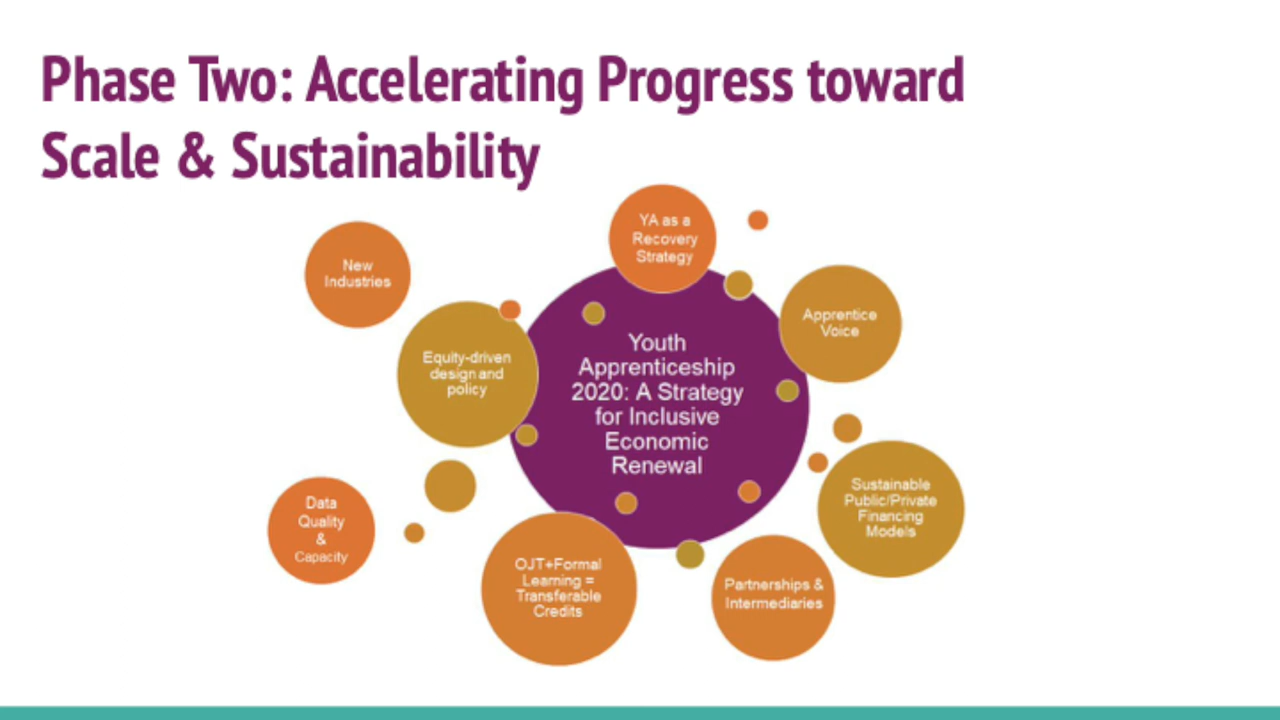 Phase Two: Accelerating Progress toward
Scale & Sustainability
YA as a
Recovery
Strategy
New
Industries
Apprentice
Voice
Equity-driven
design and
policy
Youth
Apprenticeship
2020: A Strategy
for Inclusive
Economic
Renewal
Sustainable
Public/Private
Financing
Models
Data
Quality
&
Capacity
OJT+Formal
Learning =
Transferable
Credits
Partnerships &
Intermediaries